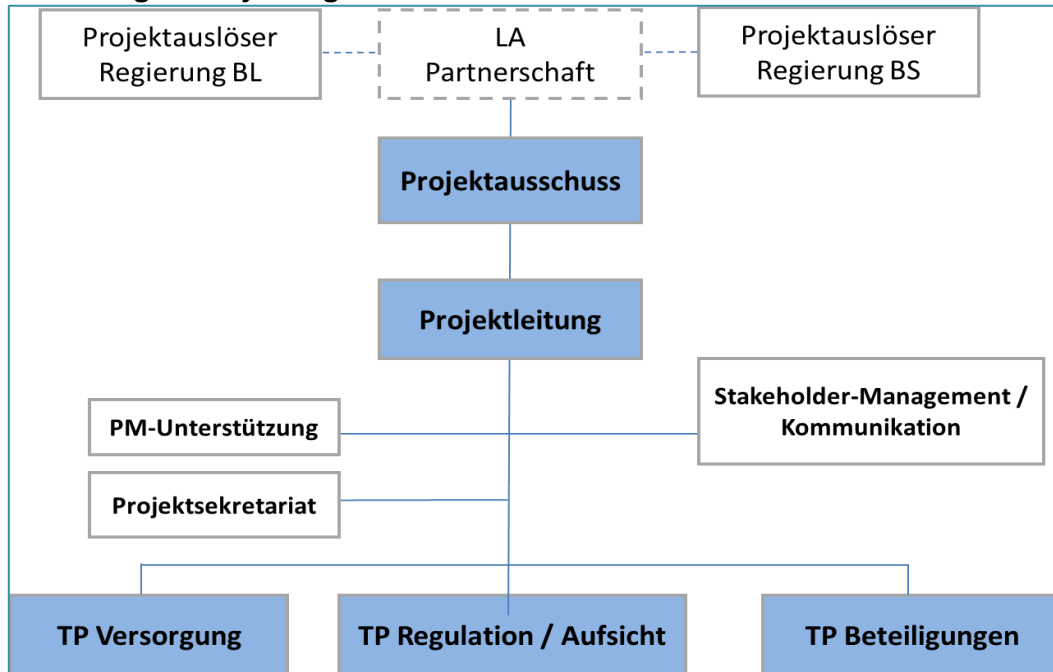 Projektauslöser
Regierung BL
LA
Partnerschaft
Projektauslöser
Regierung BS
Projektausschuss
Projektleitung
PM-Unterstützung
Stakeholder-Management /
Kommunikation
Projektsekretariat
TP Versorgung
TP Regulation / Aufsicht
TP Beteiligungen